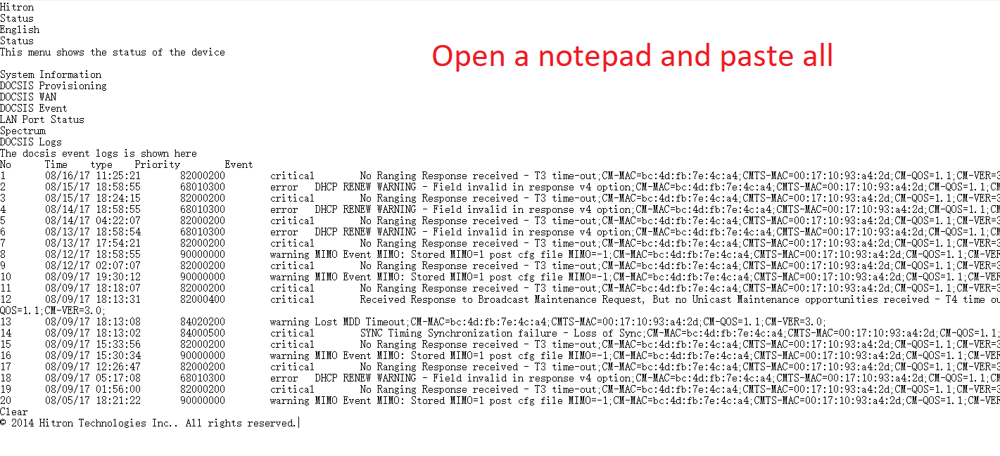 Hitron
Status
English
Status
This menu shows the status of the device
Open a notepad and paste all
System Information
DOCSIS Provisioning
DOCSIS WAN
DOCSIS Event
LAN Port Status
Spectrum
DOCSIS Logs
The docsis event logs is shown here
No Time type Priority Event
1 08/16/17 11:25:21 82000200 critical No Ranging Response received - T3 time-out;CM-MAC=bc:4d:fb:7e:4c:a4;CMTS-MAC=00:17:10:93:a4:2d;CM-QOS=1.1;CM-VER=3
2 08/15/17 18:58:55 68010300 error DHCP RENEW WARNING - Field invalid in response v4 option;CM-MAC=bc:4d:fb:7e:4c:a4;CMTS-MAC=00:17:10:93:a4:2d;CM-QOS=1.1;C
3 08/15/17 18:24:15 82000200 critical No Ranging Response received - T3 time-out;CM-MAC=bc:4d:fb:7e:4c:a4;CMTS-MAC=00:17:10:93:a4:2d;CM-QOS=1.1;CM-VER=3
4 08/14/17 18:58:55 68010300 error DHCP RENEW WARNING - Field invalid in response v4 option;CM-MAC=bc:4d:fb:7e:4c:a4;CMTS-MAC=00:17:10:93:a4:2d;CM-QOS=1.1;C
5 08/14/17 04:22:07 82000200 critical No Ranging Response received - T3 time-out;CM-MAC=bc:4d:fb:7e:4c:a4;CMTS-MAC=00:17:10:93:a4:2d;CM-QOS=1.1;CM-VER=3
6 08/13/17 18:58:54 68010300 error DHCP RENEW WARNING - Field invalid in response v4 option;CM-MAC=bc:4d:fb:7e:4c:a4;CMTS-MAC=00:17:10:93:a4:2d;CM-QOS=1.1;C
7 08/13/17 17:54:21 82000200 critical No Ranging Response received - T3 time-out;CM-MAC=bc:4d:fb:7e:4c:a4;CMTS-MAC=00:17:10:93:a4:2d;CM-QOS=1.1;CM-VER=3
8 08/12/17 18:58:55 90000000 warning MIMO Event MIMO: Stored MIMO=1 post cfg file MIMO=-1;CM-MAC=bc:4d:fb:7e:4c:a4;CMTS-MAC=00:17:10:93:a4:2d;CM-QOS=1.1;CM-VER
9 08/12/17 02:07:07 82000200 critical No Ranging Response received - T3 time-out;CM-MAC=bc:4d:fb:7e:4c:a4;CMTS-MAC=00:17:10:93:a4:2d;CM-QOS=1.1;CM-VER=3
10 08/09/17 19:30:12 90000000 warning MIMO Event MIMO: Stored MIMO=1 post cfg file MIMO=-1;CM-MAC=bc:4d:fb:7e:4c:a4;CMTS-MAC=00:17:10:93:a4:2d;CM-QOS=1.1;CM-VER
11 08/09/17 18:18:07 82000200 critical No Ranging Response received - T3 time-out;CM-MAC=bc:4d:fb:7e:4c:a4;CMTS-MAC=00:17:10:93:a4:2d;CM-QOS=1.1;CM-VER=3
12 08/09/17 18:13:31 82000400 critical Received Response to Broadcast Maintenance Request, But no Unicast Maintenance opportunities received - T4 time ou
QOS=1.1;CM-VER=3.0;
13 08/09/17 18:13:08 84020200 warning Lost MDD Timeout;CM-MAC=bc:4d:fb:7e:4c:a4;CMTS-MAC=00:17:10:93:a4:2d;CM-QOS=1.1;CM-VER=3.0;
14 08/09/17 18:13:02 84000500 critical SYNC Timing Synchronization failure - Loss of Sync;CM-MAC=bc:4d:fb:7e:4c:a4;CMTS-MAC=00:17:10:93:a4:2d;CM-QOS=1.1
15 08/09/17 15:33:56 82000200 critical No Ranging Response received - T3 time-out;CM-MAC=bc:4d:fb:7e:4c:a4;CMTS-MAC=00:17:10:93:a4:2d;CM-QOS=1.1;CM-VER=3
16 08/09/17 15:30:34 90000000 warning MIMO Event MIMO: Stored MIMO=1 post cfg file MIMO=-1;CM-MAC=bc:4d:fb:7e:4c:a4;CMTS-MAC=00:17:10:93:a4:2d;CM-QOS=1.1;CM-VER
17 08/09/17 12:26:47 82000200 critical No Ranging Response received - T3 time-out;CM-MAC=bc:4d:fb:7e:4c:a4;CMTS-MAC=00:17:10:93:a4:2d;CM-QOS=1.1;CM-VER=3
18 08/09/17 05:17:08 68010300 error DHCP RENEW WARNING - Field invalid in response v4 option;CM-MAC=bc:4d:fb:7e:4c:a4;CMTS-MAC=00:17:10:93:a4:2d;CM-QOS=1.1;C
19 08/09/17 01:56:00 82000200 critical No Ranging Response received - T3 time-out;CM-MAC=bc:4d:fb:7e:4c:a4;CMTS-MAC=00:17:10:93:a4:2d;CM-QOS=1.1;CM-VER=3
20 08/05/17 18:21:22 90000000 warning MIMO Event MIMO: Stored MIMO=1 post cfg file MIMO=-1;CM-MAC=bc:4d:fb:7e:4c:a4;CMTS-MAC=00:17:10:93:a4:2d;CM-QOS=1.1;CM-VER
Clear
© 2014 Hitron Technologies Inc.. All rights reserved.